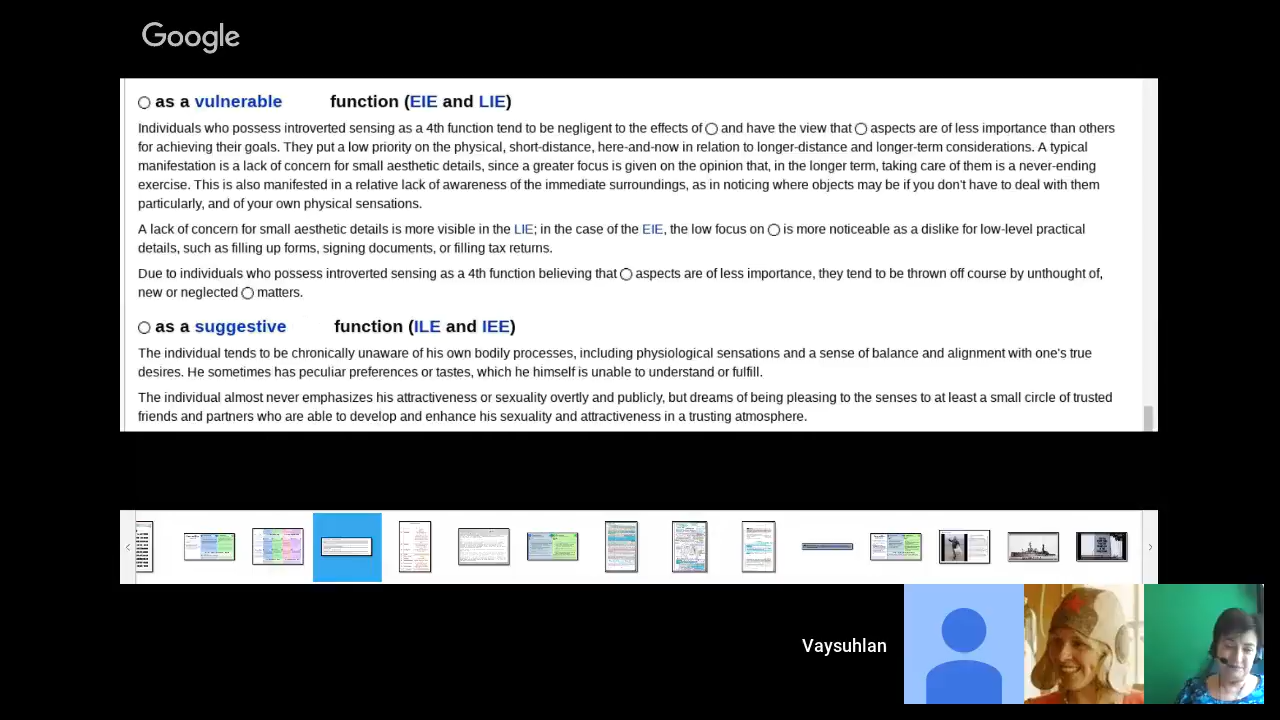 Google
as a vulnerable function (EIE and LIE)
Individuals who possess introverted sensing as a 4th function tend to be negligent to the effects of ○ and have the view that ○ aspects are of less importance than others
for achieving their goals. They put a low priority on the physical, short-distance, here-and-now in relation to longer-distance and longer-term considerations. A typical
manifestation is a lack of concern for small aesthetic details, since a greater focus is given on the opinion that, in the longer term, taking care of them is a never-ending
exercise. This is also manifested in a relative lack of awareness of the immediate surroundings, as in noticing where objects may be if you don't have to deal with them
particularly, and of your own physical sensations.
A lack of concern for small aesthetic details is more visible in the LIE; in the case of the EIE, the low focus on ○ is more noticeable as a dislike for low-level practical
details, such as filling up forms, signing documents, or filling tax returns.
Due to individuals who possess introverted sensing as a 4th function believing that ○ aspects are of less importance, they tend to be thrown off course by unthought of,
new or neglected ○ matters.
as a suggestive function (ILE and IEE)
The individual tends to be chronically unaware of his own bodily processes, including physiological sensations and a sense of balance and alignment with one's true
desires. He sometimes has peculiar preferences or tastes, which he himself is unable to understand or fulfill.
The individual almost never emphasizes his attractiveness or sexuality overtly and publicly, but dreams of being pleasing to the senses to at least a small circle of trusted
friends and partners who are able to develop and enhance his sexuality and attractiveness in a trusting atmosphere.
Vaysuhlan